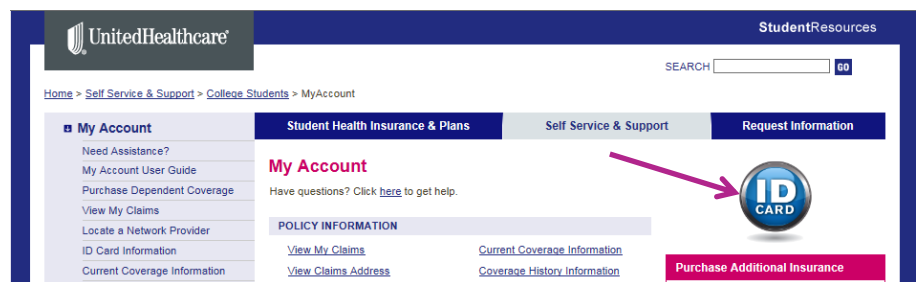 UnitedHealthcare®
StudentResources
SEARCH GO
Home > Self Service & Support > College Students > MyAccount
My Account
Need Assistance?
My Account User Guide
Purchase Dependent Coverage
View My Claims
Locate a Network Provider
ID Card Information
Current Coverage Information
Student Health Insurance & Plans
Self Service & Support
Request Information
My Account
Have questions? Click here to get help.
POLICY INFORMATION
View My Claims
Current Coverage Information
View Claims Address
Coverage History Information
ID
CARD
Purchase Additional Insurance